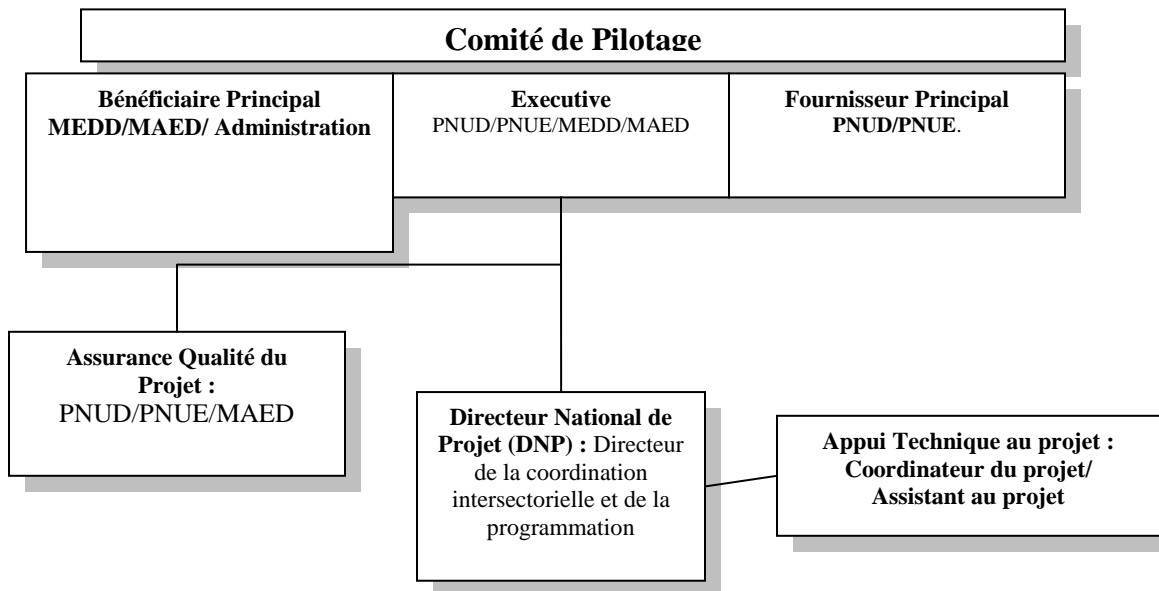 Comité de Pilotage
Bénéficiaire Principal
MEDD/MAED/ Administration
Executive
PNUD/PNUE/MEDD/MAED
Fournisseur Principal
PNUD/PNUE.
Assurance Qualité du
Projet :
PNUD/PNUE/MAED
Directeur National de
Projet (DNP) : Directeur
de la coordination
intersectorielle et de la
programmation
Appui Technique au projet :
Coordinateur du projet/
Assistant au projet